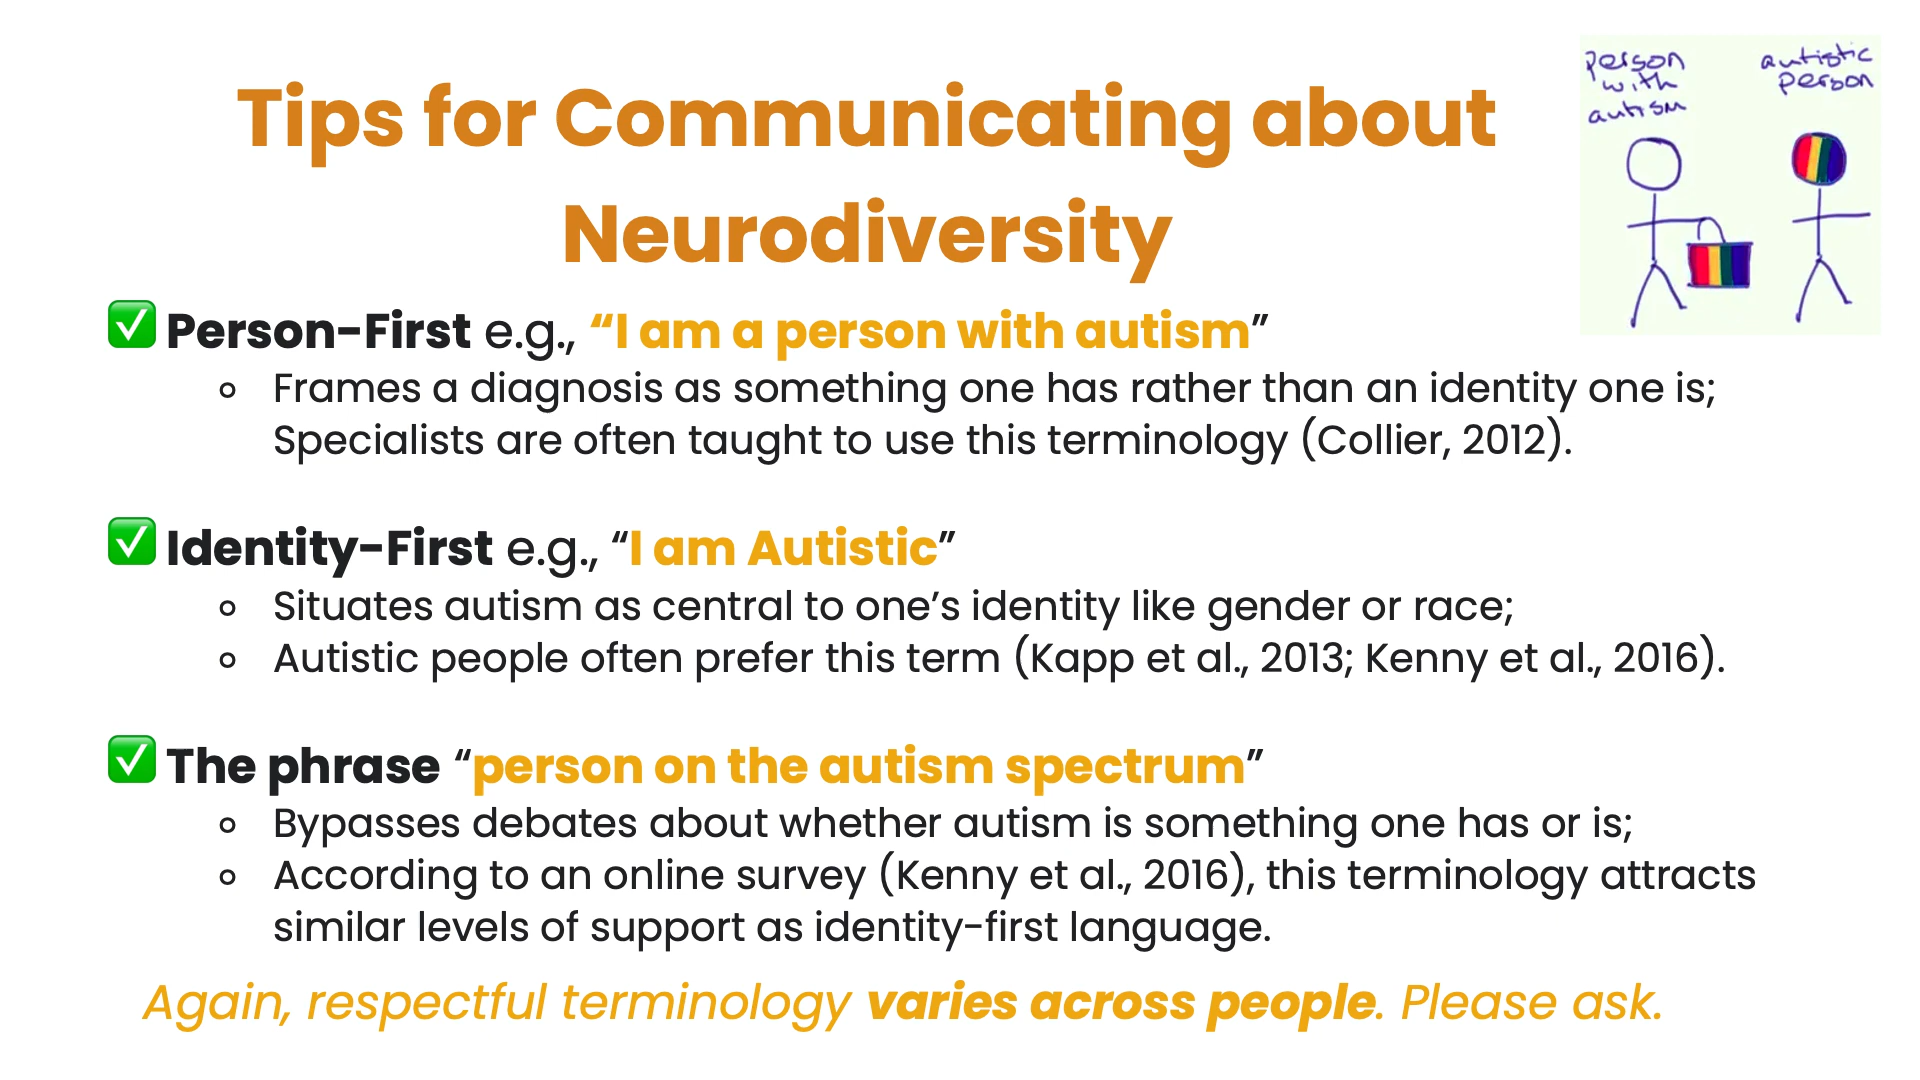 Tips for Communicating about
Neurodiversity
person
with
autism
autistic
person
✅ Person-First e.g., “I am a person with autism”
Frames a diagnosis as something one has rather than an identity one is;
Specialists are often taught to use this terminology (Collier, 2012).
✅ Identity-First e.g., “I am Autistic”
Situates autism as central to one’s identity like gender or race;
Autistic people often prefer this term (Kapp et al., 2013; Kenny et al., 2016).
✅ The phrase “person on the autism spectrum”
Bypasses debates about whether autism is something one has or is;
According to an online survey (Kenny et al., 2016), this terminology attracts
similar levels of support as identity-first language.
Again, respectful terminology varies across people. Please ask.